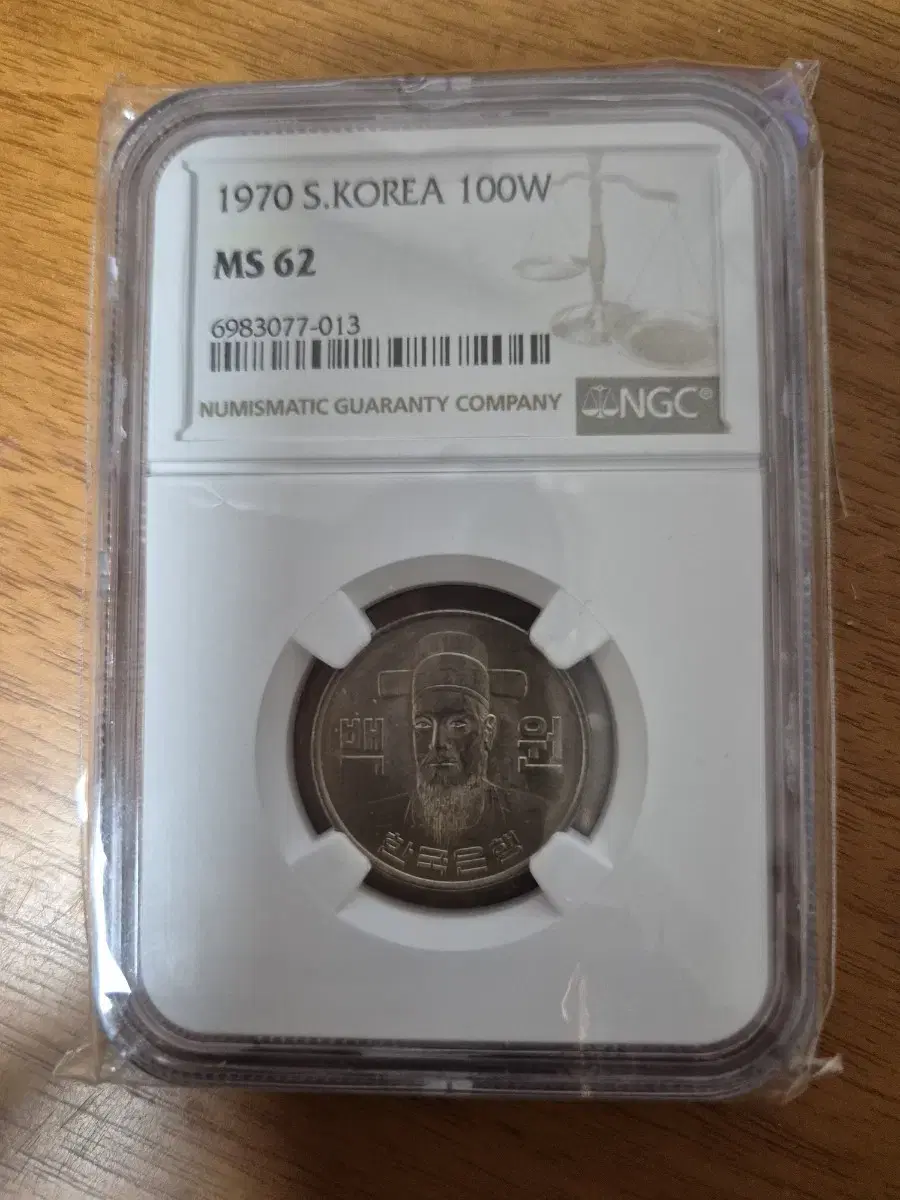 1970 S.KOREA 100W
MS 62
6983077-013
NUMISMATIC GUARANTY COMPANY
NGC®
백 원
한국은행